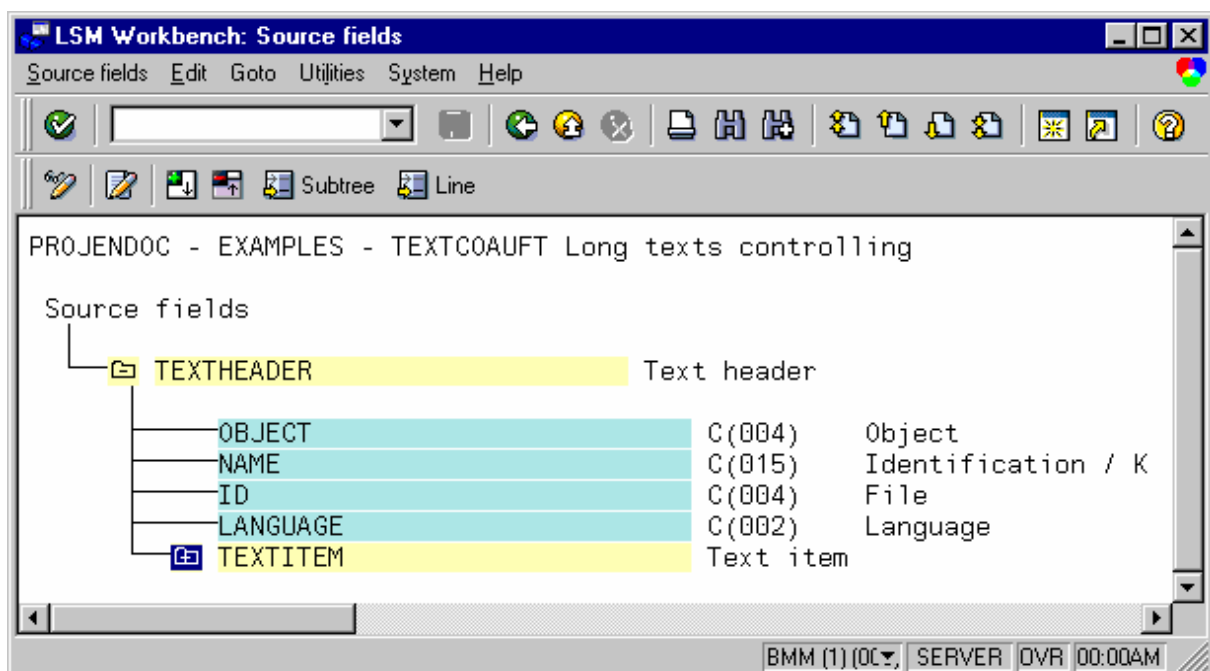 LSM Workbench: Source fields
Source fields Edit Goto Utilities System Help
Subtree Line
PROJENDOC - EXAMPLES - TEXTCOAUFT Long texts controlling
Source fields
TEXTHEADER Text header
OBJECT C(004) Object
NAME C(015) Identification / K
ID C(004) File
LANGUAGE C(002) Language
TEXTITEM Text item
BMM (1) (00 SERVER OVR 00:00AM